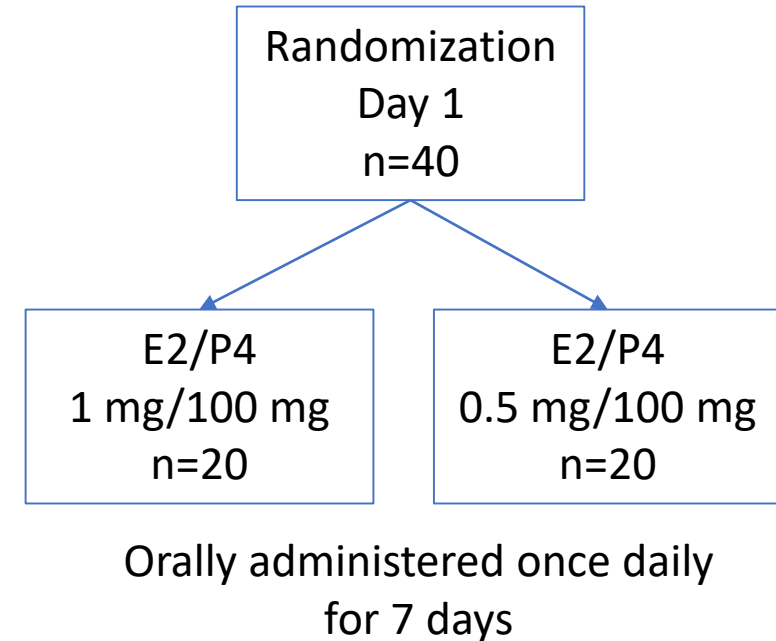 Randomization
Day 1
n=40
E2/P4
1 mg/100 mg
n=20
E2/P4
0.5 mg/100 mg
n=20
Orally administered once daily
for 7 days